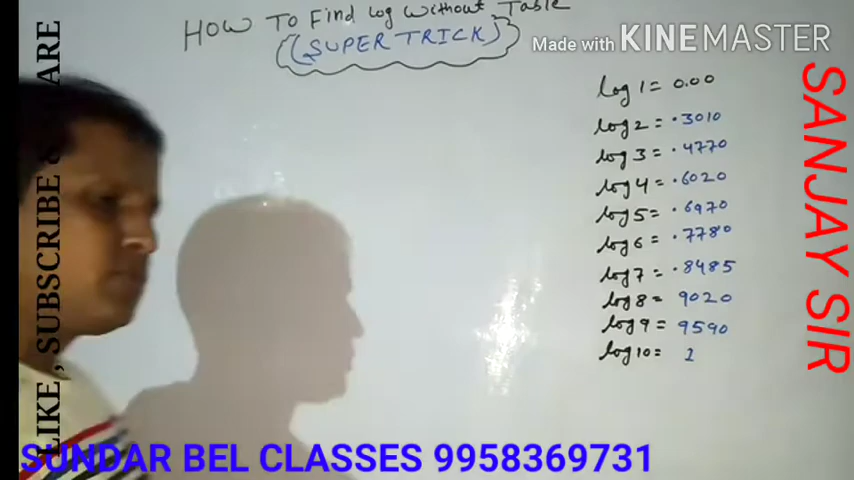 HOW TO Find log without Table
(SUPER TRICK)
Made with KINEMASTER
log 1 = 0.00
log 2 = .3010
log 3 = .4770
log 4 = .6020
log 5 = .6970
log 6 = .7780
log 7 = .8485
log 8 = 9020
log 9 = 9590
log 10 = 1
LIKE, SUBSCRIBE & SHARE
SANJAY SIR
SUNDAR BEL CLASSES 9958369731